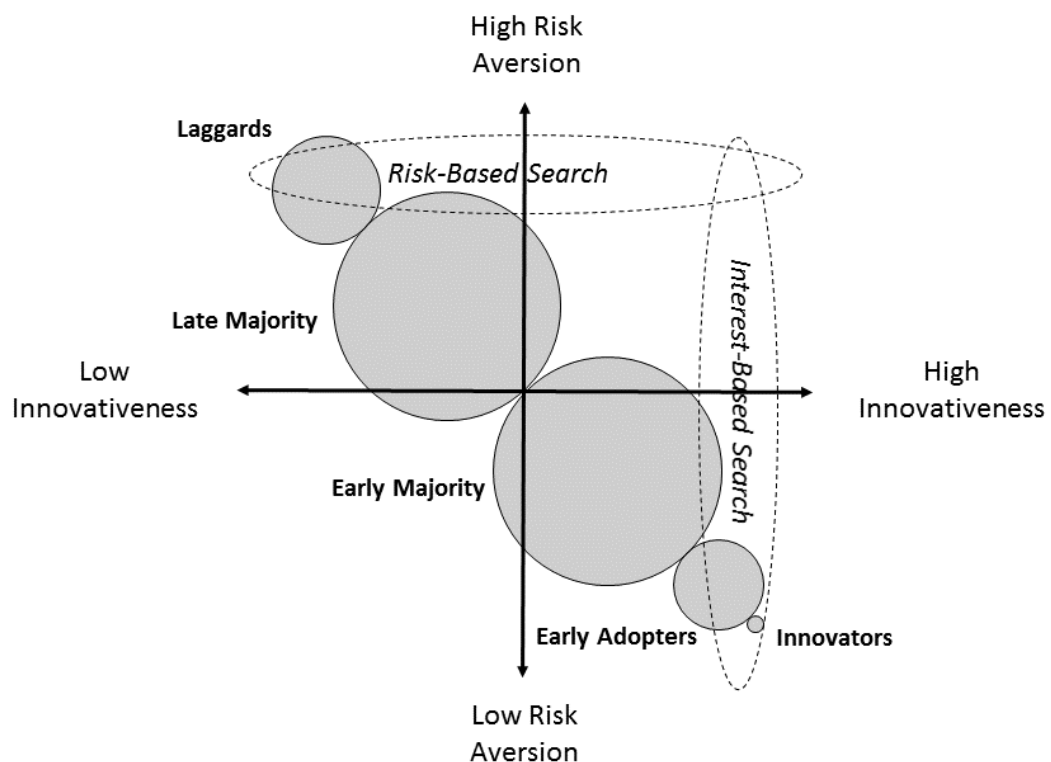 High Risk
Aversion
Laggards
Risk-Based Search
Interest-Based Search
Late Majority
Low
Innovativeness
High
Innovativeness
Early Majority
Early Adopters
Innovators
Low Risk
Aversion